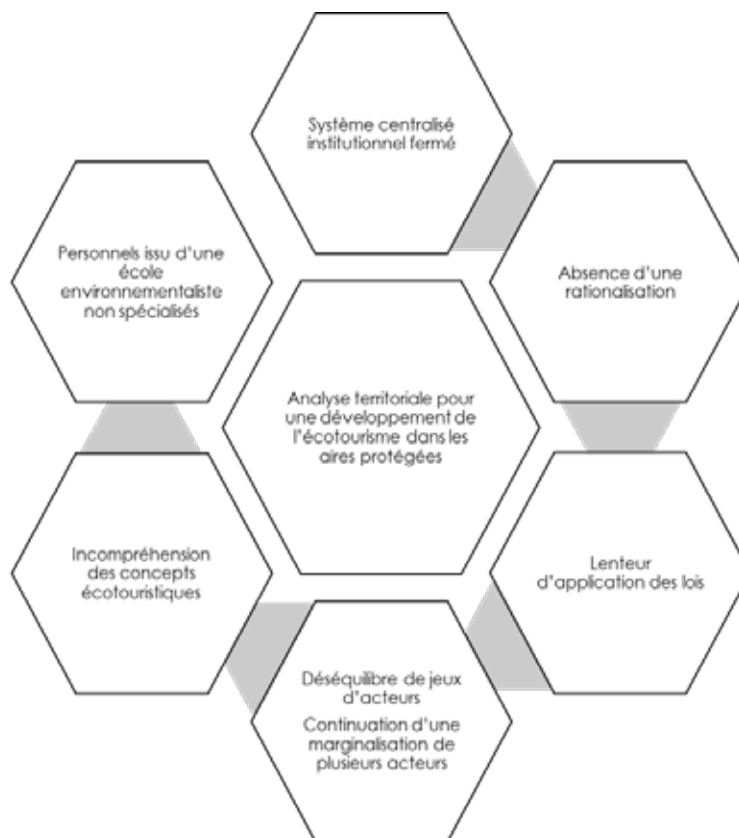 Système centralisé
institutionnel fermé
Absence d'une
rationalisation
Lenteur
d'application des lois
Déséquilibre de jeux
d'acteurs
Continuation d'une
marginalisation de
plusieurs acteurs
Incompréhension
des concepts
écotouristiques
Personnels issu d'une
école
environnementaliste
non spécialisés
Analyse territoriale pour
une développement de
l'écotourisme dans les
aires protégées